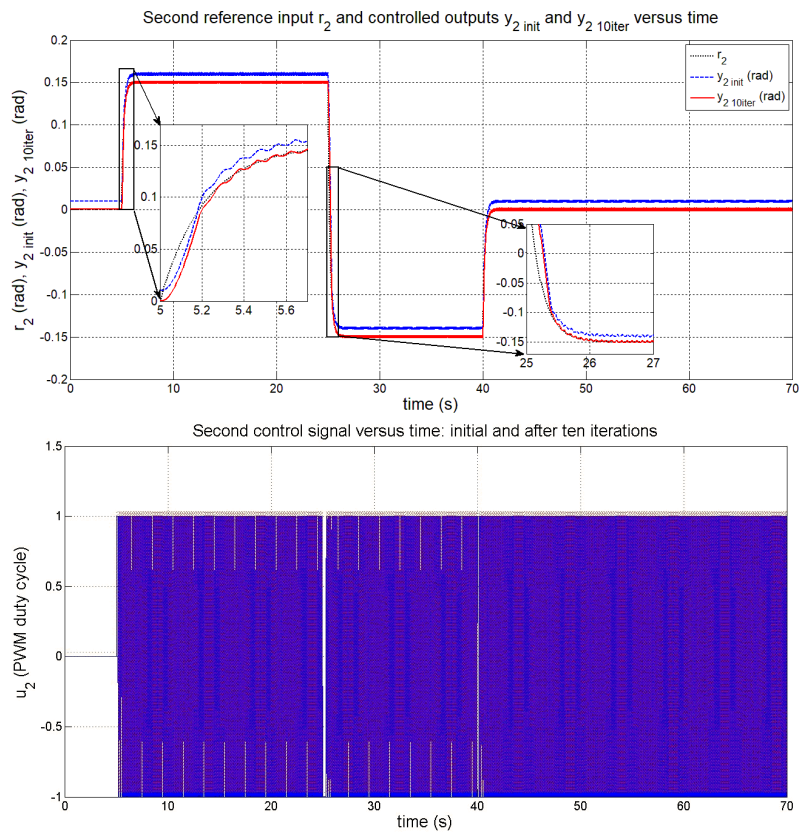 Second reference input r₂ and controlled outputs y₂ init and y₂ 10iter versus time
r₂ (rad), y₂ init (rad), y₂ 10iter (rad)
0.2
0.15
0.1
0.05
0
-0.05
-0.1
-0.15
-0.2
r₂
y₂ init (rad)
y₂ 10iter (rad)
0.15
0.1
0.05
0
5 5.2 5.4 5.6
0.05
0
-0.05
-0.1
-0.15
25 26 27
0 10 20 30 40 50 60 70
time (s)
Second control signal versus time: initial and after ten iterations
u₂ (PWM duty cycle)
1.5
1
0.5
0
-0.5
-1
0 10 20 30 40 50 60 70
time (s)